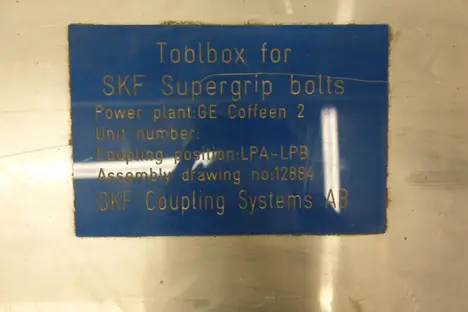 Toolbox for
SKF Supergrip bolts
Power plant:GE Coffeen 2
Unit number:
Coupling position:LPA-LPB
Assembly drawing no:12884
SKF Coupling Systems AB